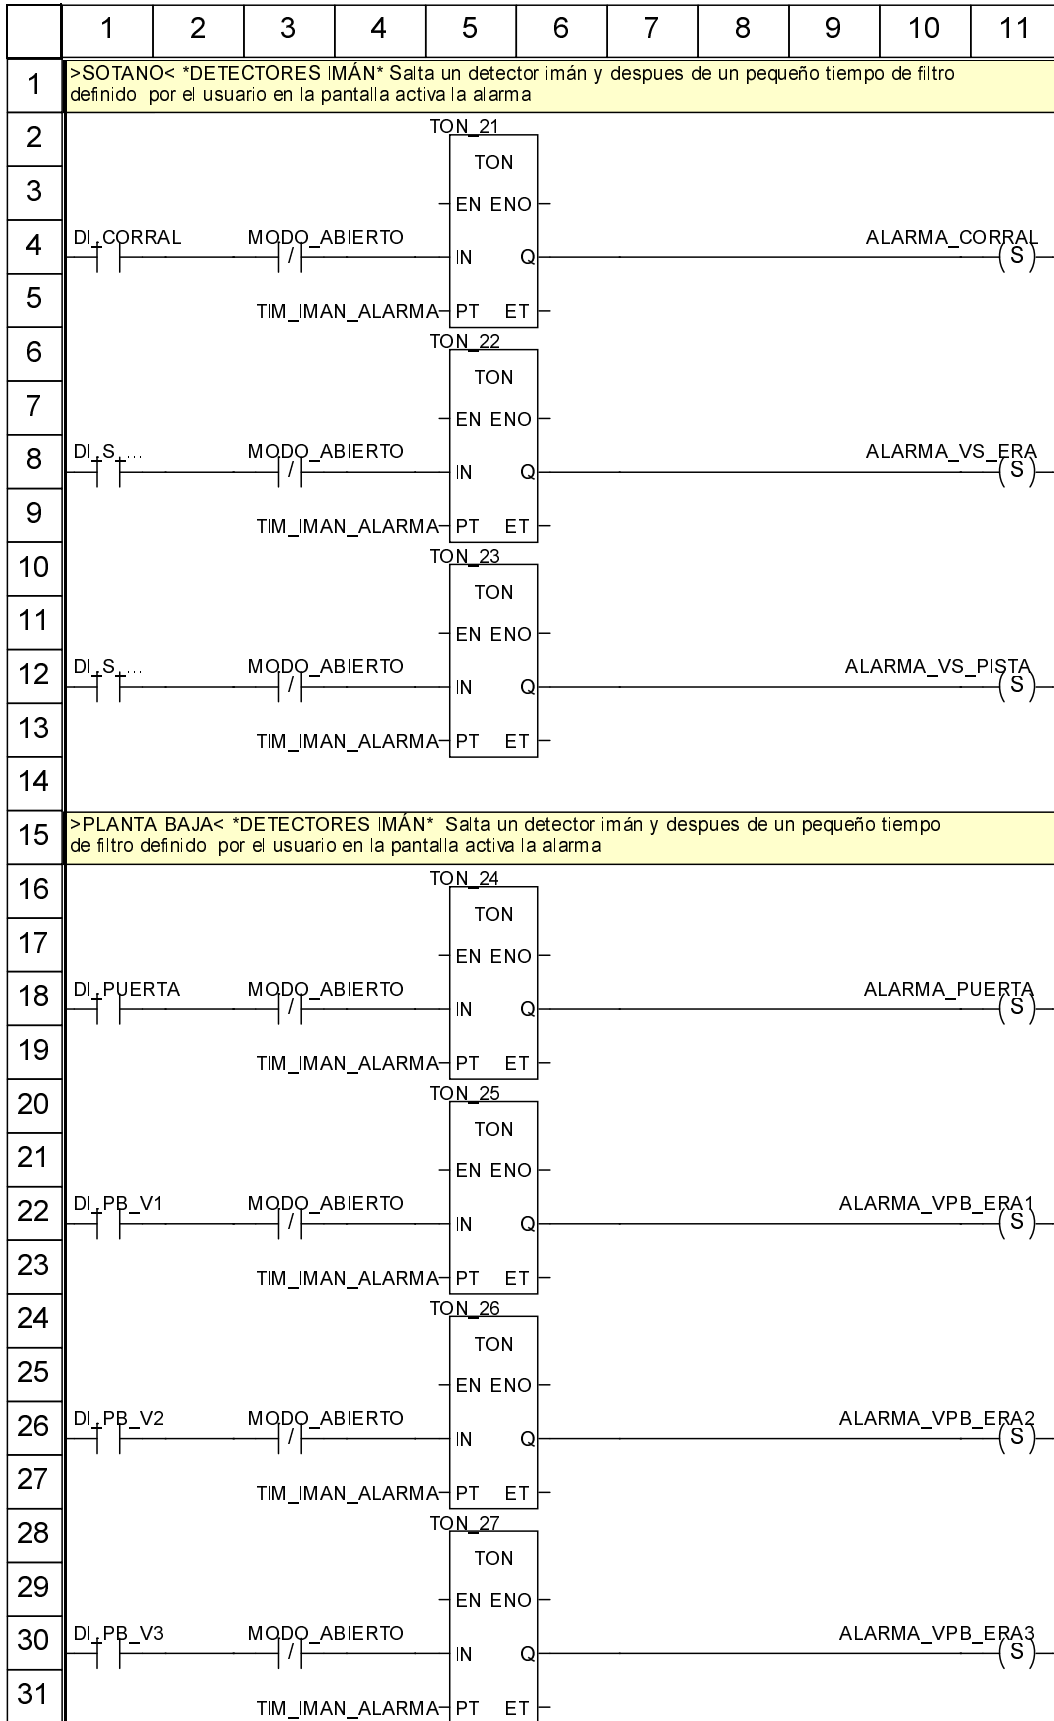 1 2 3 4 5 6 7 8 9 10 11
1 >SOTANO< *DETECTORES IMÁN* Salta un detector imán y despues de un pequeño tiempo de filtro
definido por el usuario en la pantalla activa la alarma
2 TON_21
TON
3 EN ENO
4 DI_CORRAL MODO_ABIERTO / IN Q ALARMA_CORRAL S
5 TIM_IMAN_ALARMA PT ET
6 TON_22
TON
7 EN ENO
8 DI_S_... MODO_ABIERTO / IN Q ALARMA_VS_ERA S
9 TIM_IMAN_ALARMA PT ET
10 TON_23
TON
11 EN ENO
12 DI_S_... MODO_ABIERTO / IN Q ALARMA_VS_PISTA S
13 TIM_IMAN_ALARMA PT ET
14
15 >PLANTA BAJA< *DETECTORES IMÁN* Salta un detector imán y despues de un pequeño tiempo
de filtro definido por el usuario en la pantalla activa la alarma
16 TON_24
TON
17 EN ENO
18 DI_PUERTA MODO_ABIERTO / IN Q ALARMA_PUERTA S
19 TIM_IMAN_ALARMA PT ET
20 TON_25
TON
21 EN ENO
22 DI_PB_V1 MODO_ABIERTO / IN Q ALARMA_VPB_ERA1 S
23 TIM_IMAN_ALARMA PT ET
24 TON_26
TON
25 EN ENO
26 DI_PB_V2 MODO_ABIERTO / IN Q ALARMA_VPB_ERA2 S
27 TIM_IMAN_ALARMA PT ET
28 TON_27
TON
29 EN ENO
30 DI_PB_V3 MODO_ABIERTO / IN Q ALARMA_VPB_ERA3 S
31 TIM_IMAN_ALARMA PT ET